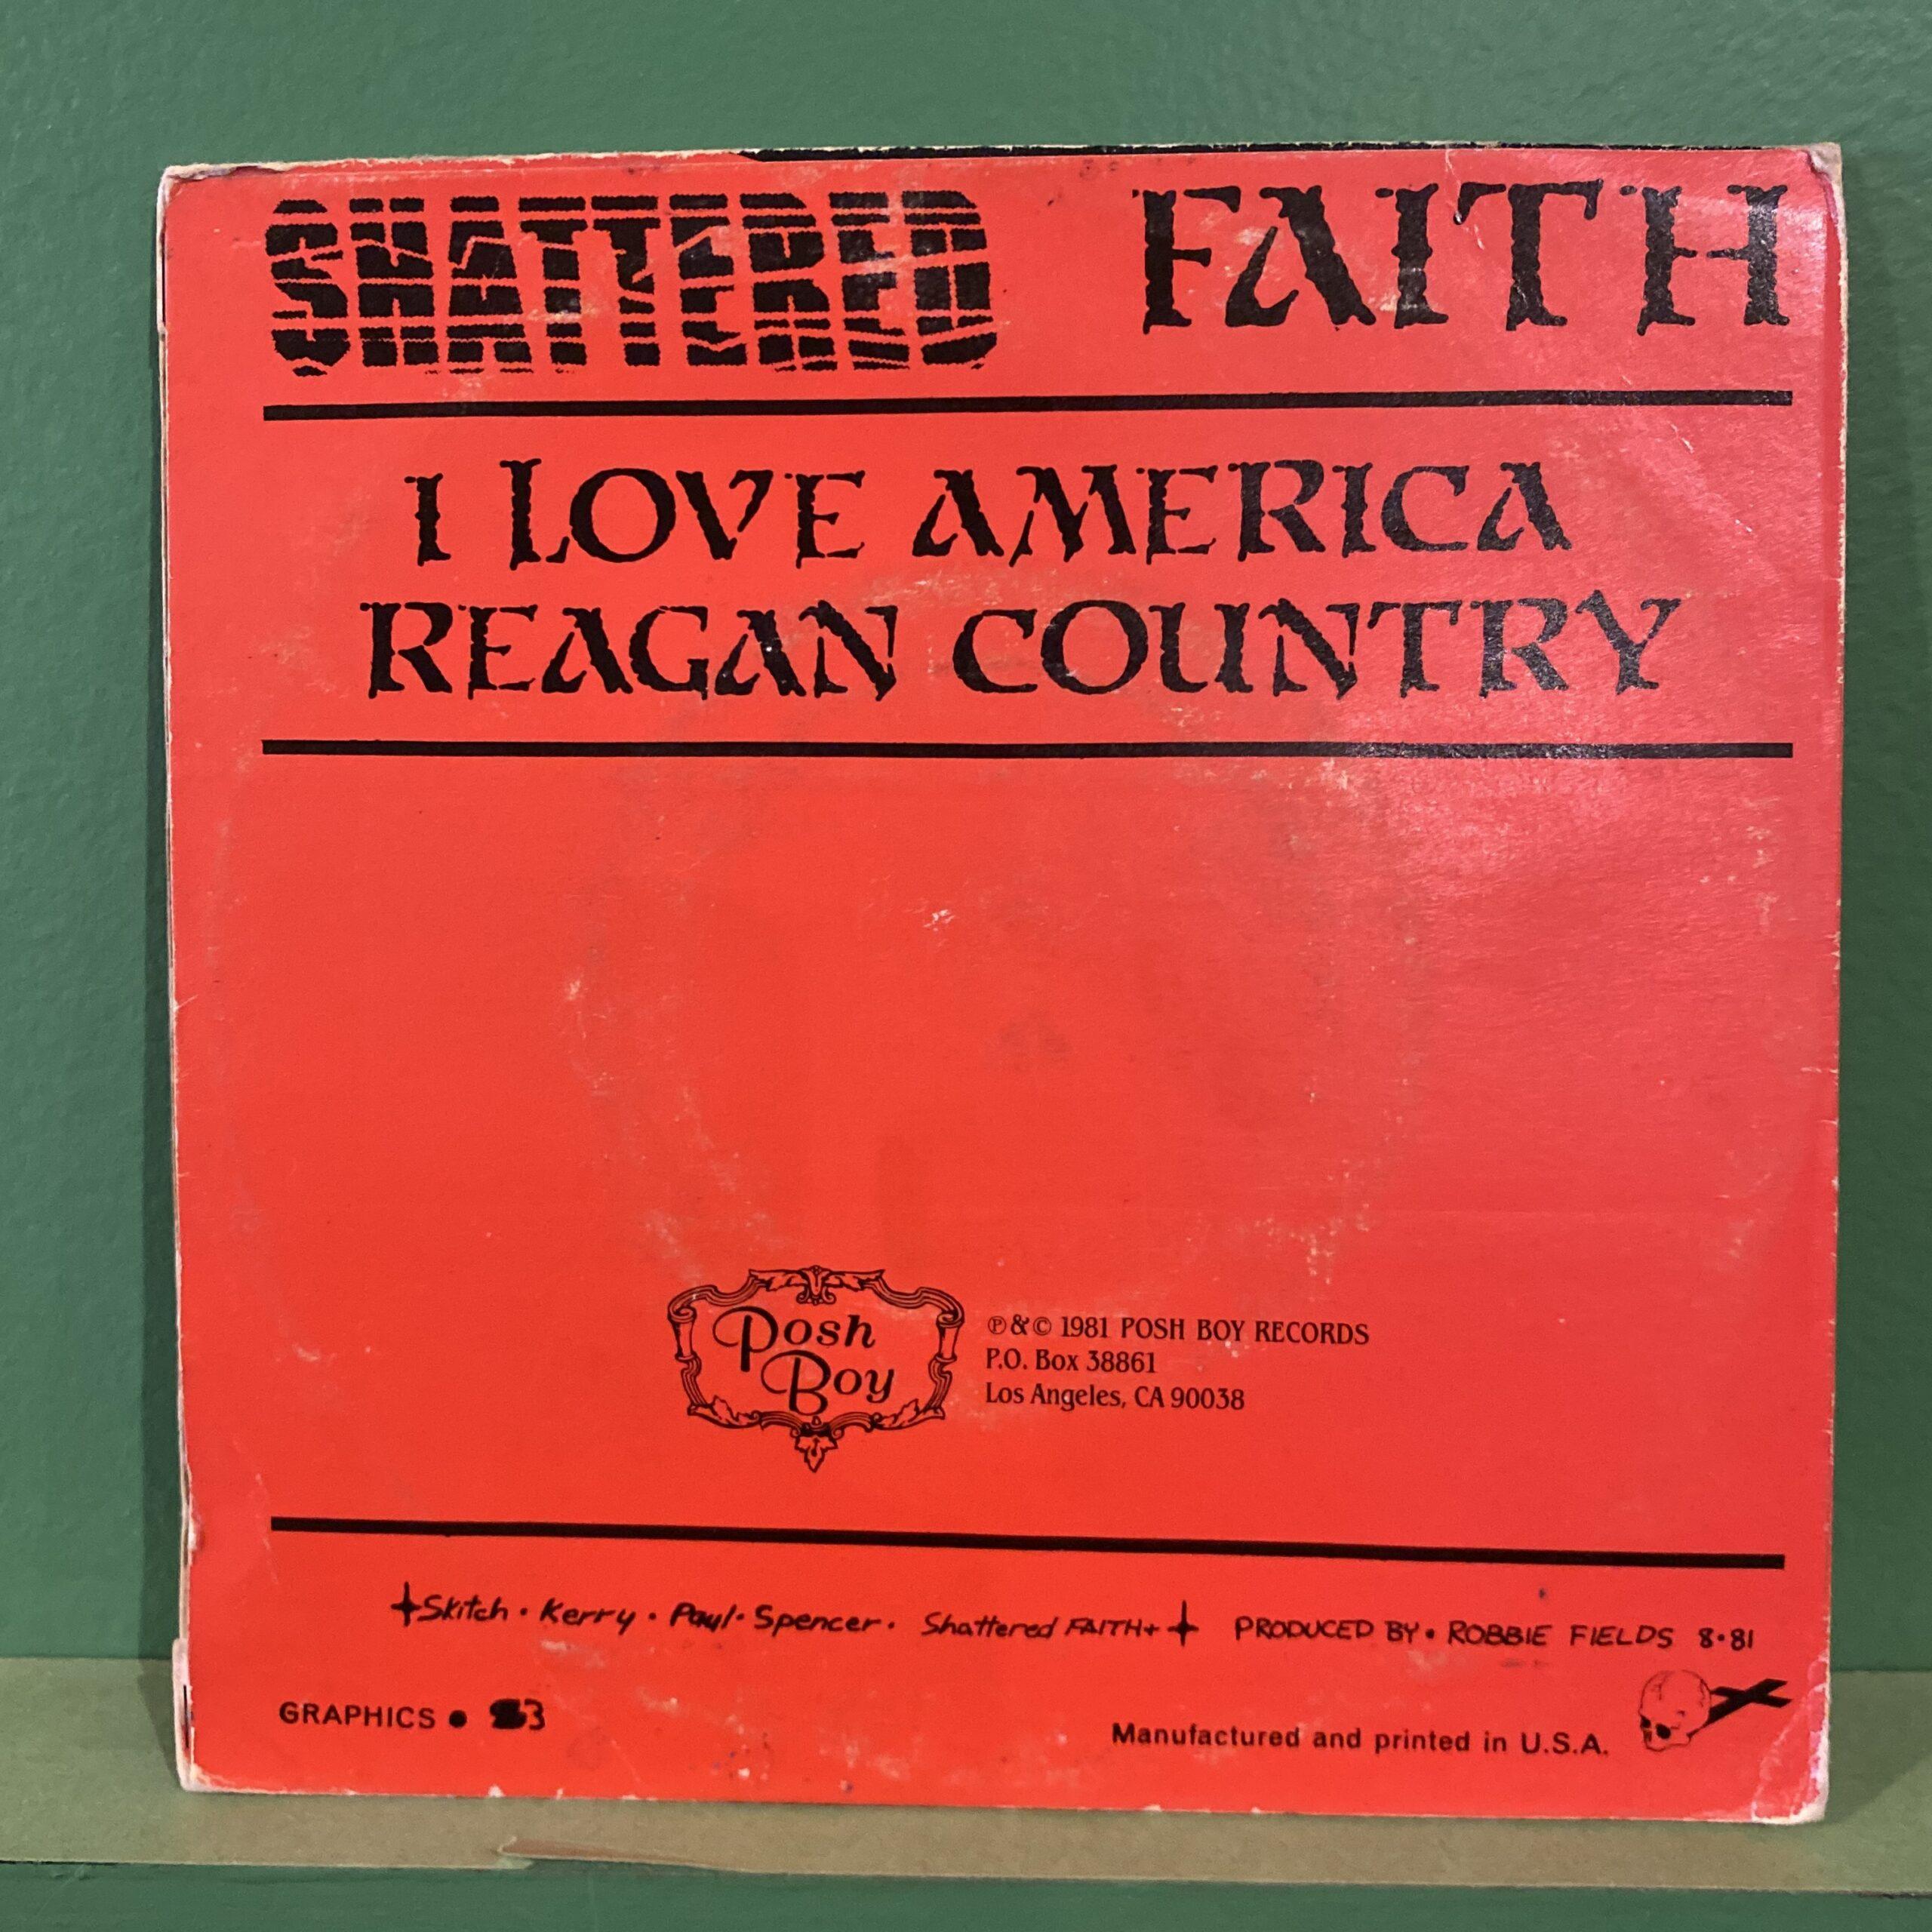 SHATTERED FAITH
I LOVE AMERICA
REAGAN COUNTRY
Posh
Boy
℗&© 1981 POSH BOY RECORDS
P.O. Box 38861
Los Angeles, CA 90038
Skitch • Kerry • Paul • Spencer • Shattered FAITH+ PRODUCED BY • ROBBIE FIELDS 8•81
GRAPHICS •
Manufactured and printed in U.S.A.